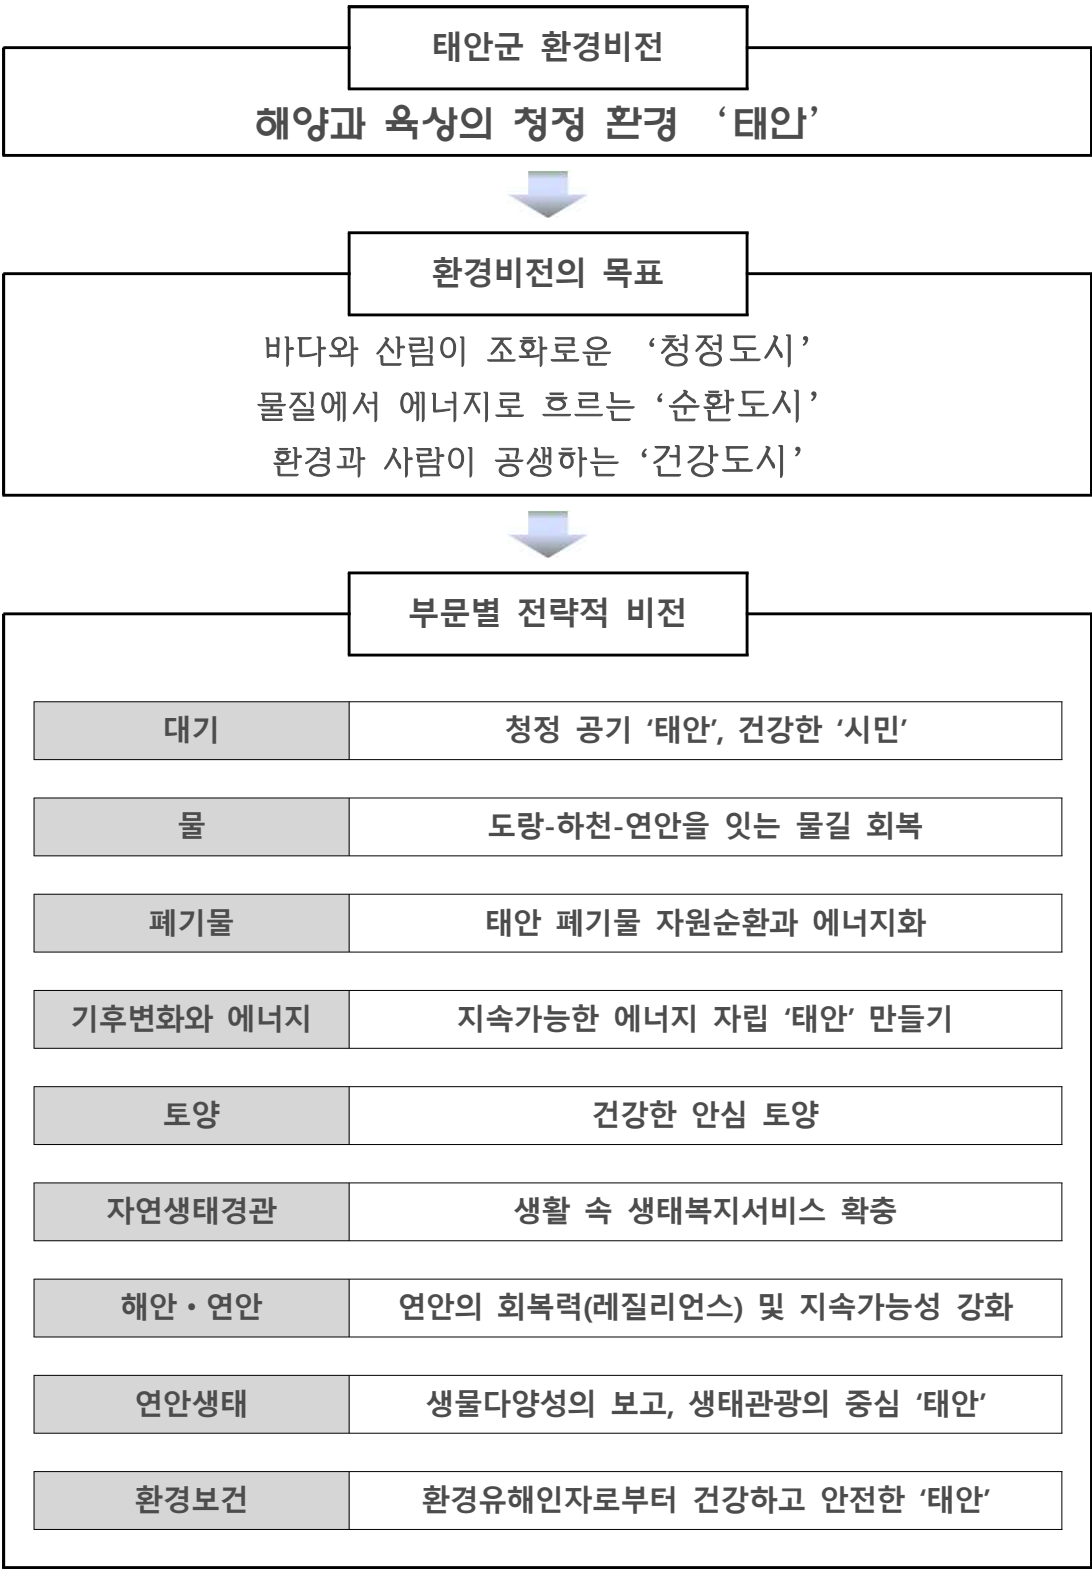 태안군 환경비전
해양과 육상의 청정 환경 ‘태안’
환경비전의 목표
바다와 산림이 조화로운 ‘청정도시’
물질에서 에너지로 흐르는 ‘순환도시’
환경과 사람이 공생하는 ‘건강도시’
부문별 전략적 비전
대기 청정 공기 ‘태안’, 건강한 ‘시민’
물 도랑-하천-연안을 잇는 물길 회복
폐기물 태안 폐기물 자원순환과 에너지화
기후변화와 에너지 지속가능한 에너지 자립 ‘태안’ 만들기
토양 건강한 안심 토양
자연생태경관 생활 속 생태복지서비스 확충
해안・연안 연안의 회복력(레질리언스) 및 지속가능성 강화
연안생태 생물다양성의 보고, 생태관광의 중심 ‘태안’
환경보건 환경유해인자로부터 건강하고 안전한 ‘태안’